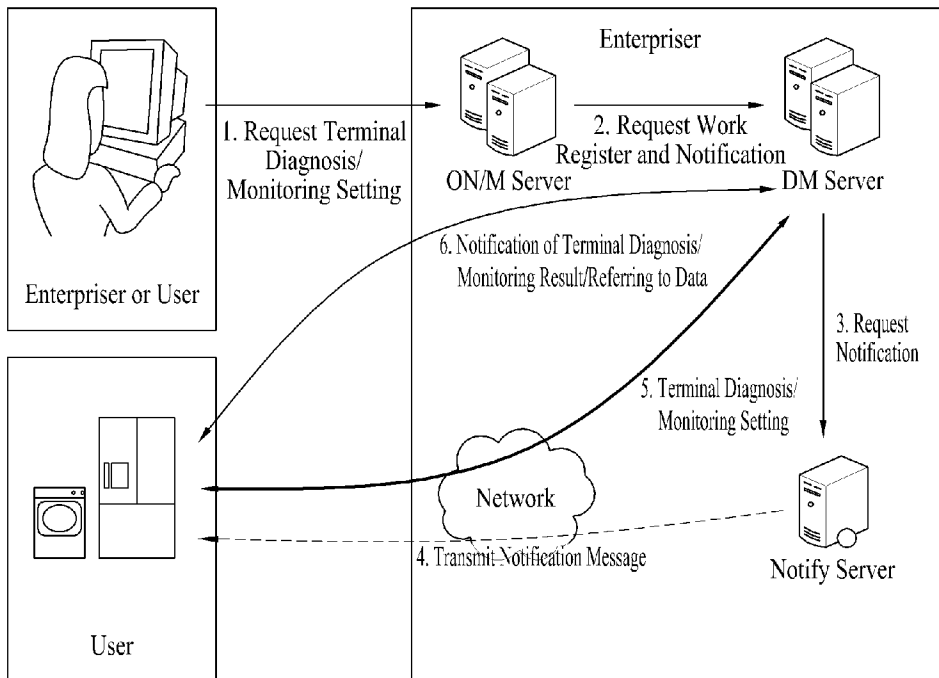 Enterpriser
1. Request Terminal
Diagnosis/
Monitoring Setting
2. Request Work
Register and Notification
ON/M Server
DM Server
6. Notification of Terminal Diagnosis/
Monitoring Result/Referring to Data
Enterpriser or User
3. Request
Notification
5. Terminal Diagnosis/
Monitoring Setting
Network
4. Transmit Notification Message
Notify Server
User